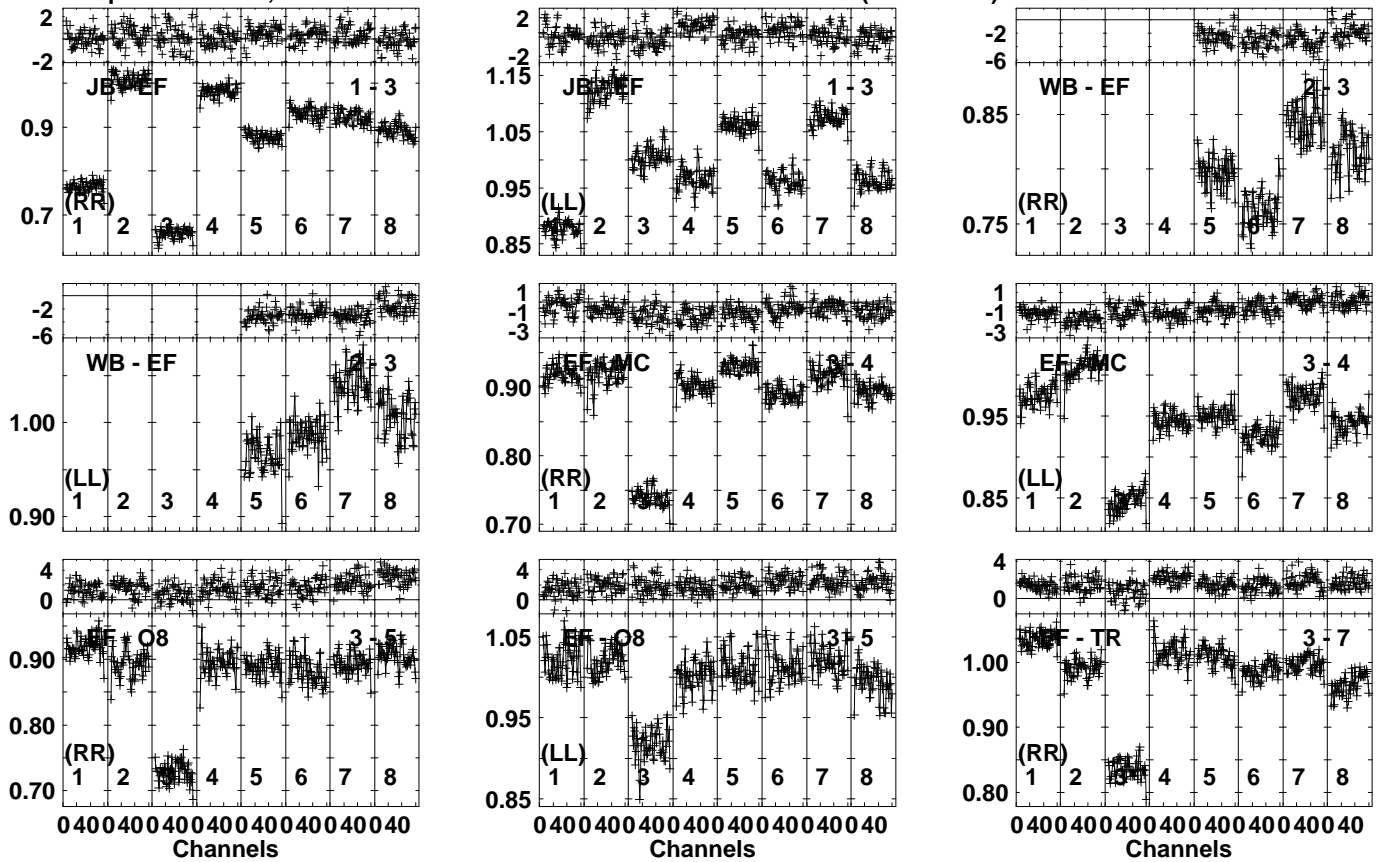 2
-2
JB - EF 1 - 3
0.9
0.7
(RR)
1 2 3 4 5 6 7 8
2
-2
1.15
JB - EF 1 - 3
1.05
0.95
0.85
(LL)
1 2 3 4 5 6 7 8
-2
-6
WB - EF 2 - 3
0.85
0.75
(RR)
1 2 3 4 5 6 7 8
-2
-6
WB - EF 2 - 3
1.00
0.90
(LL)
1 2 3 4 5 6 7 8
1
-1
-3
EF - MC 3 - 4
0.90
0.80
0.70
(RR)
1 2 3 4 5 6 7 8
1
-1
-3
EF - MC 3 - 4
0.95
0.85
(LL)
1 2 3 4 5 6 7 8
4
0
EF - O8 3 - 5
0.90
0.80
0.70
(RR)
1 2 3 4 5 6 7 8
4
0
1.05
EF - O8 3 - 5
0.95
0.85
(LL)
1 2 3 4 5 6 7 8
4
0
EF - TR 3 - 7
1.00
0.90
0.80
(RR)
1 2 3 4 5 6 7 8
0 40 0 40 0 40 0 40 0 40 0 40 0 40 0 40
Channels
0 40 0 40 0 40 0 40 0 40 0 40 0 40 0 40
Channels
0 40 0 40 0 40 0 40 0 40 0 40 0 40 0 40
Channels